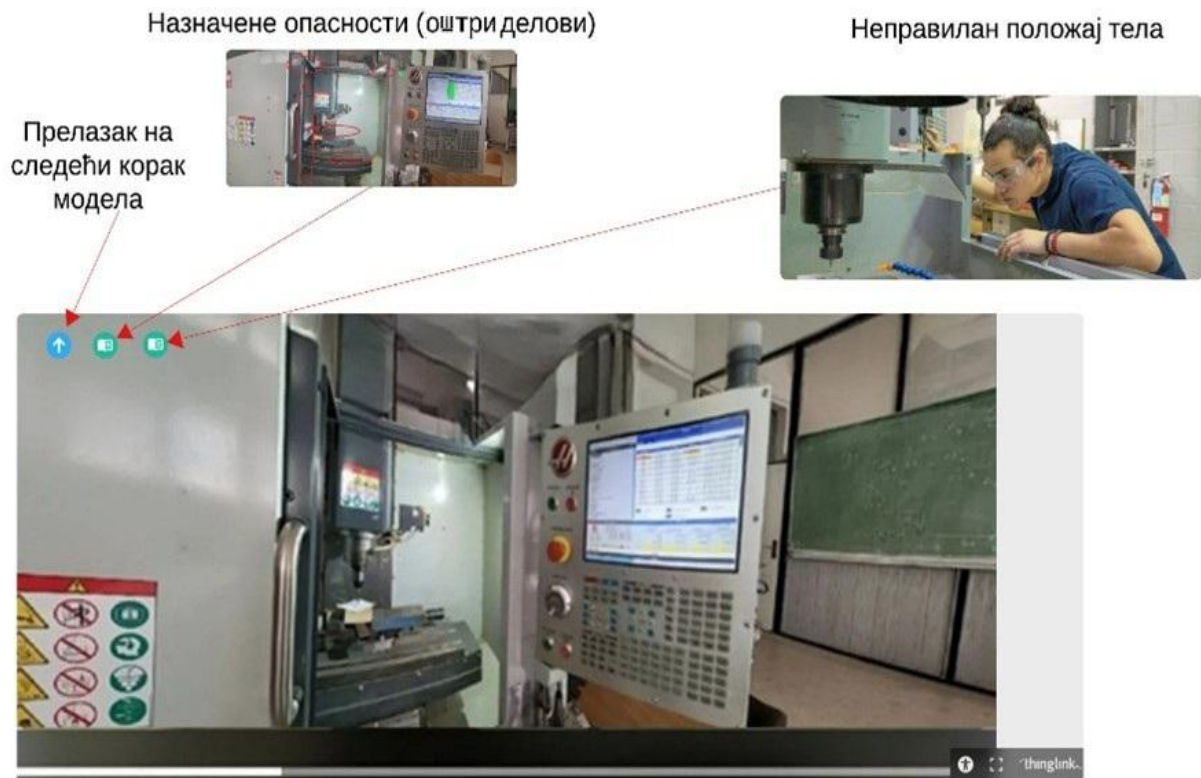 Назначене опасности (оштри делови)
Неправилан положај тела
Прелазак на
следећи корак
модела
thinglink..